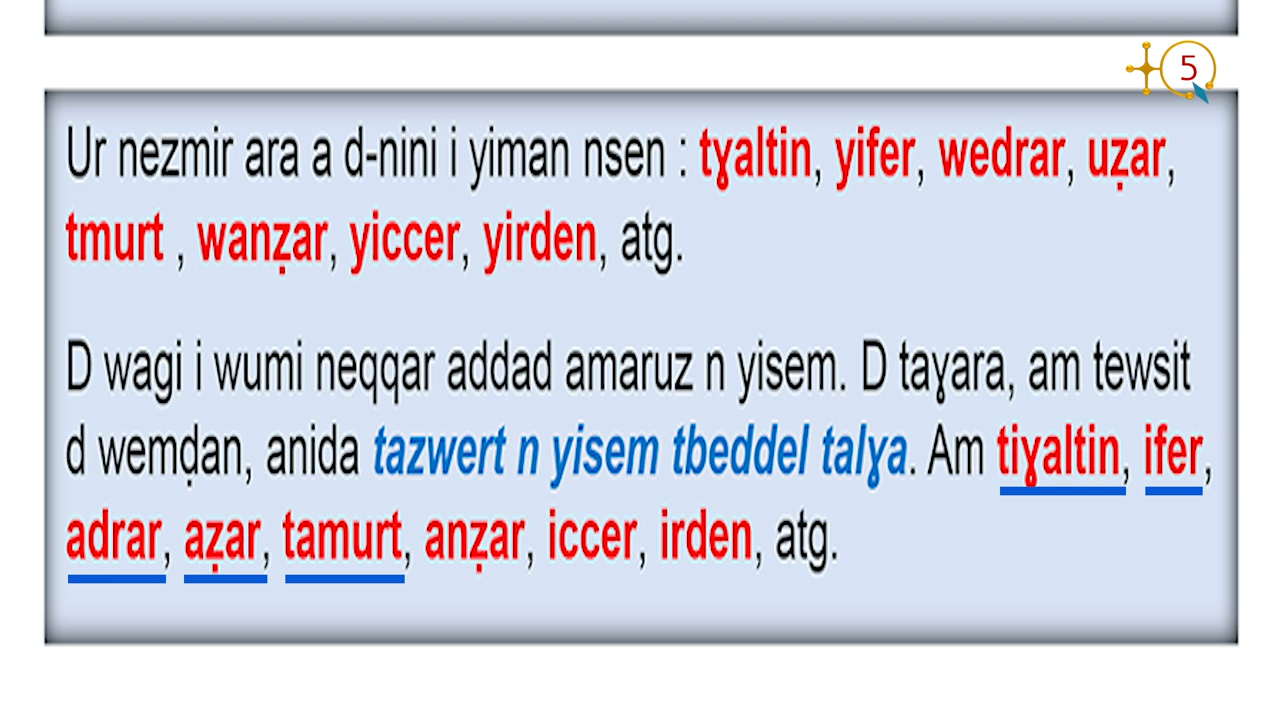 5
Ur nezmir ara a d-nini i yiman nsen : tɣaltin, yifer, wedrar, uẓar,
tmurt , wanẓar, yiccer, yirden, atg.
D wagi i wumi neqqar addad amaruz n yisem. D taɣara, am tewsit
d wemḍan, anida tazwert n yisem tbeddel talɣa. Am tiɣaltin, ifer,
adrar, aẓar, tamurt, anẓar, iccer, irden, atg.